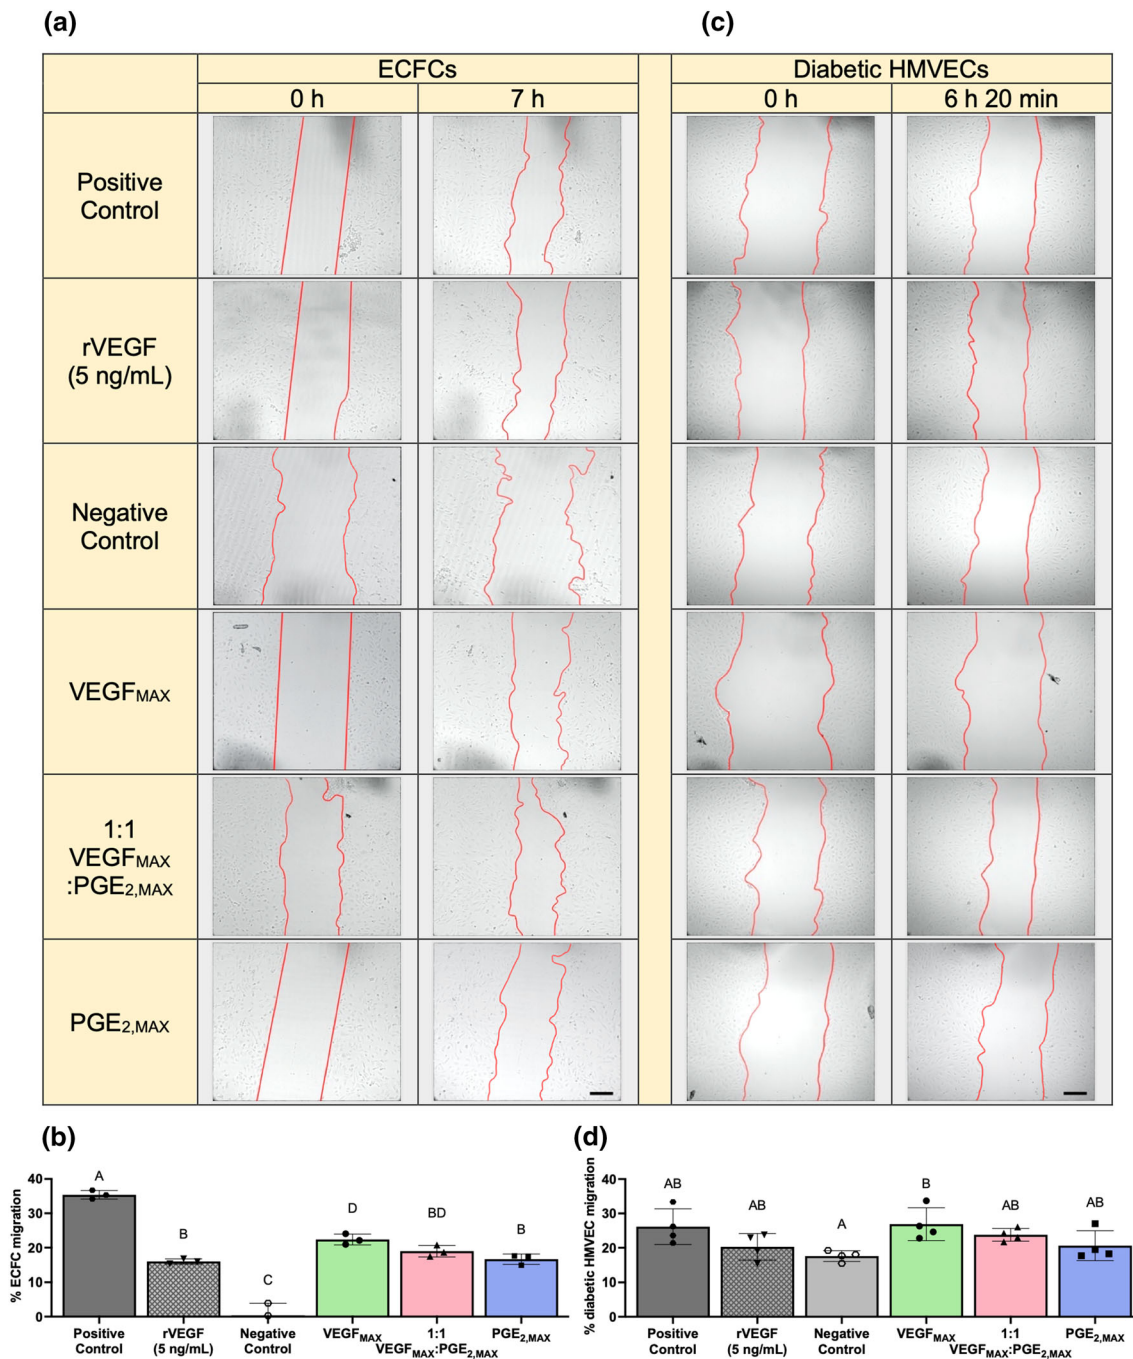 (a)
(c)
ECFCs
Diabetic HMVECs
0 h
7 h
0 h
6 h 20 min
Positive
Control
rVEGF
(5 ng/mL)
Negative
Control
VEGFMAX
1:1
VEGFMAX
:PGE2,MAX
PGE2,MAX
(b)
% ECFC migration
40
30
20
10
0
A
B
C
D
BD
B
Positive
Control
rVEGF
(5 ng/mL)
Negative
Control
VEGFMAX
1:1
VEGFMAX:PGE2,MAX
PGE2,MAX
(d)
% diabetic HMVEC migration
40
30
20
10
0
AB
AB
A
B
AB
AB
Positive
Control
rVEGF
(5 ng/mL)
Negative
Control
VEGFMAX
1:1
VEGFMAX:PGE2,MAX
PGE2,MAX